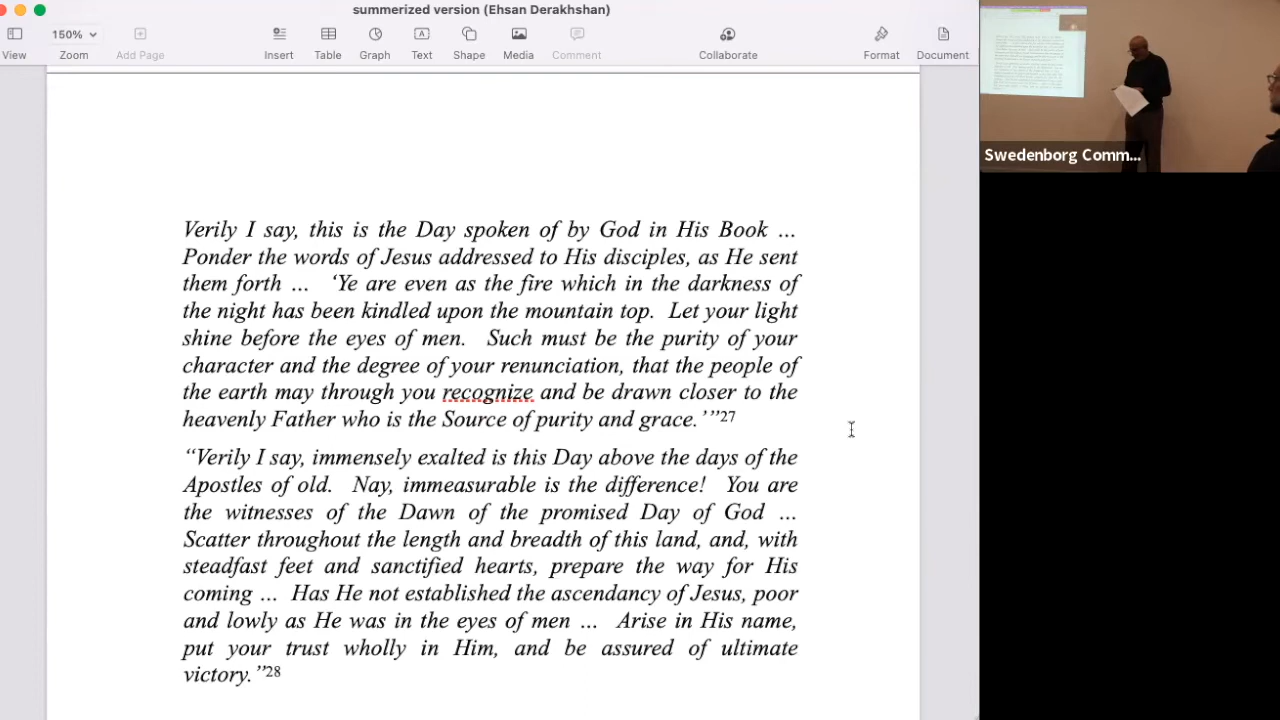 summerized version (Ehsan Derakhshan)
150%
View
Zoom
Add Page
Insert
Table
Graph
Text
Shape
Media
Comment
Collaborate
Format
Document
Verily I say, this is the Day spoken of by God in His Book ...
Ponder the words of Jesus addressed to His disciples, as He sent
them forth ... ‘Ye are even as the fire which in the darkness of
the night has been kindled upon the mountain top. Let your light
shine before the eyes of men. Such must be the purity of your
character and the degree of your renunciation, that the people of
the earth may through you recognize and be drawn closer to the
heavenly Father who is the Source of purity and grace.’”27
“Verily I say, immensely exalted is this Day above the days of the
Apostles of old. Nay, immeasurable is the difference! You are
the witnesses of the Dawn of the promised Day of God ...
Scatter throughout the length and breadth of this land, and, with
steadfast feet and sanctified hearts, prepare the way for His
coming ... Has He not established the ascendancy of Jesus, poor
and lowly as He was in the eyes of men ... Arise in His name,
put your trust wholly in Him, and be assured of ultimate
victory.”28
Swedenborg Comm...